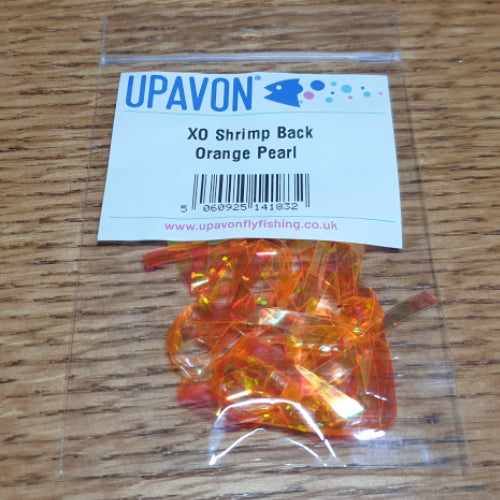 UPAVON®
XO Shrimp Back
Orange Pearl
5 060925 141832
www.upavonflyfishing.co.uk